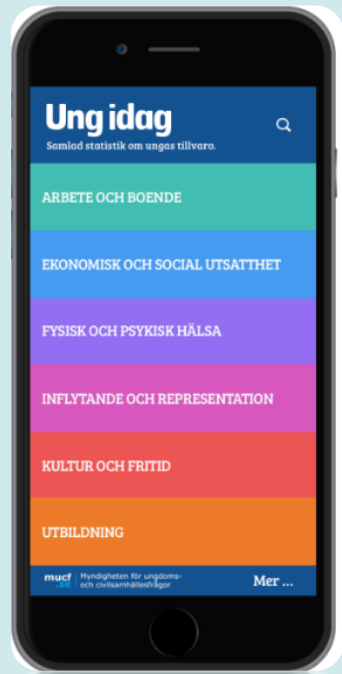 Ung idag
Samlad statistik om ungas tillvaro.
ARBETE OCH BOENDE
EKONOMISK OCH SOCIAL UTSATTHET
FYSISK OCH PSYKISK HÄLSA
INFLYTANDE OCH REPRESENTATION
KULTUR OCH FRITID
UTBILDNING
mucf Myndigheten för ungdoms-
.se och civilsamhällesfrågor
Mer ...